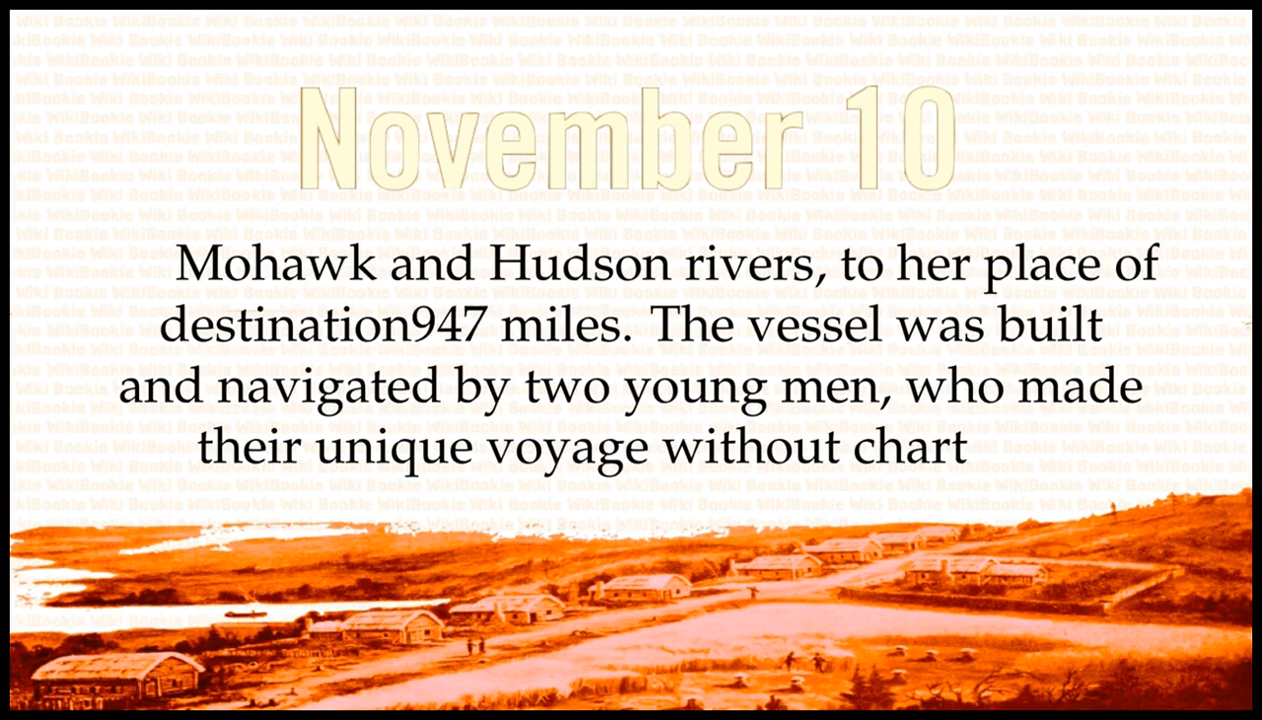 November 10
Mohawk and Hudson rivers, to her place of
destination947 miles. The vessel was built
and navigated by two young men, who made
their unique voyage without chart